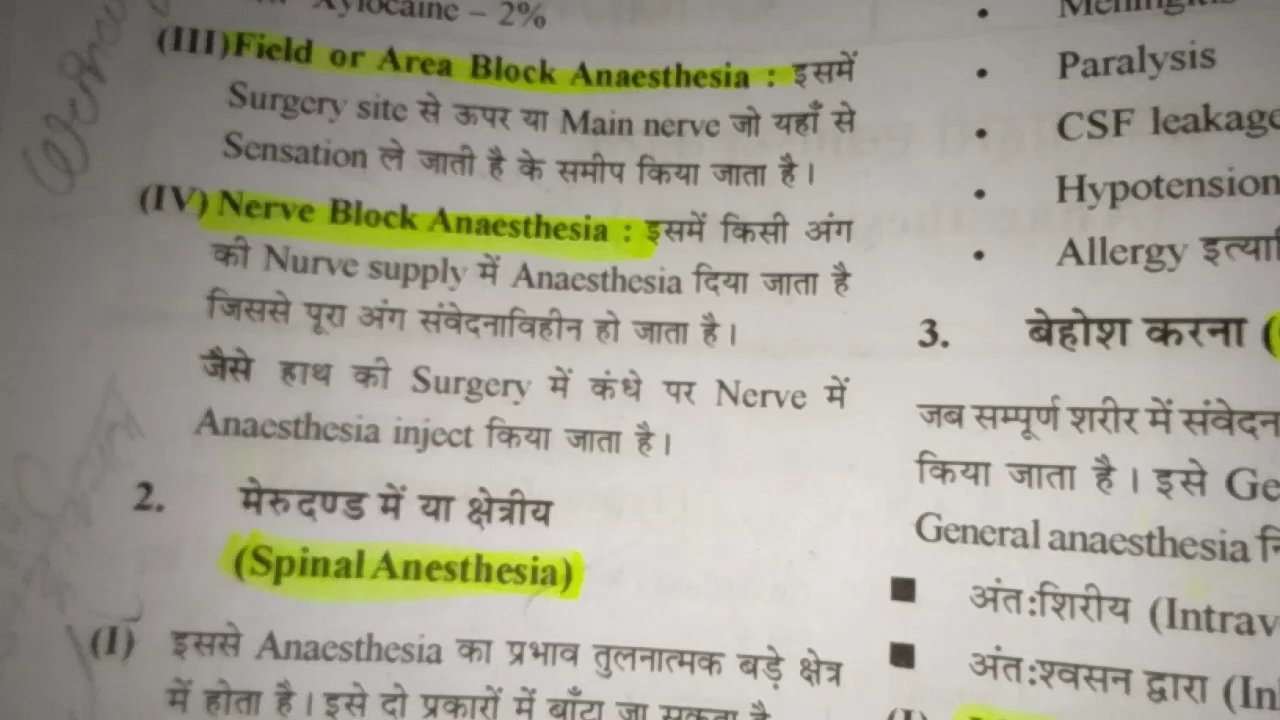 Xylocaine – 2%
(III)Field or Area Block Anaesthesia : इसमें
Surgery site से ऊपर या Main nerve जो यहाँ से
Sensation ले जाती है के समीप किया जाता है।
(IV) Nerve Block Anaesthesia : इसमें किसी अंग
की Nurve supply में Anaesthesia दिया जाता है
जिससे पूरा अंग संवेदनाविहीन हो जाता है।
जैसे हाथ की Surgery में कंधे पर Nerve में
Anaesthesia inject किया जाता है।
2. मेरुदण्ड में या क्षेत्रीय
(Spinal Anesthesia)
(I) इससे Anaesthesia का प्रभाव तुलनात्मक बड़े क्षेत्र
में होता है। इसे दो प्रकारों में बाँटा जा सकता है
• Meningitis
• Paralysis
• CSF leakage
• Hypotension
• Allergy इत्यादि
3. बेहोश करना (
जब सम्पूर्ण शरीर में संवेदन
किया जाता है। इसे Ge
General anaesthesia
■ अंत:शिरीय (Intrav
■ अंत:श्वसन द्वारा (In
(I)